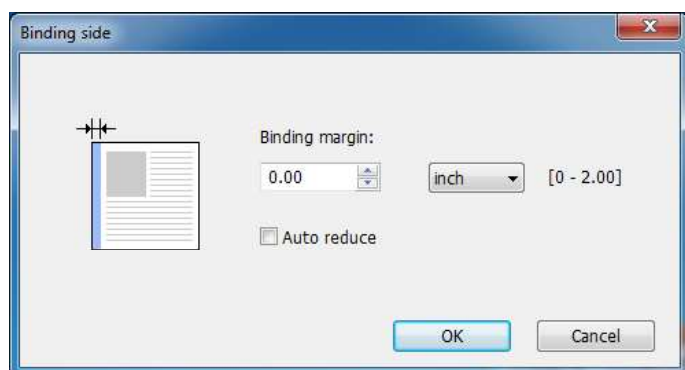 Binding side
Binding margin:
0.00 inch [0 - 2.00]
Auto reduce
OK Cancel